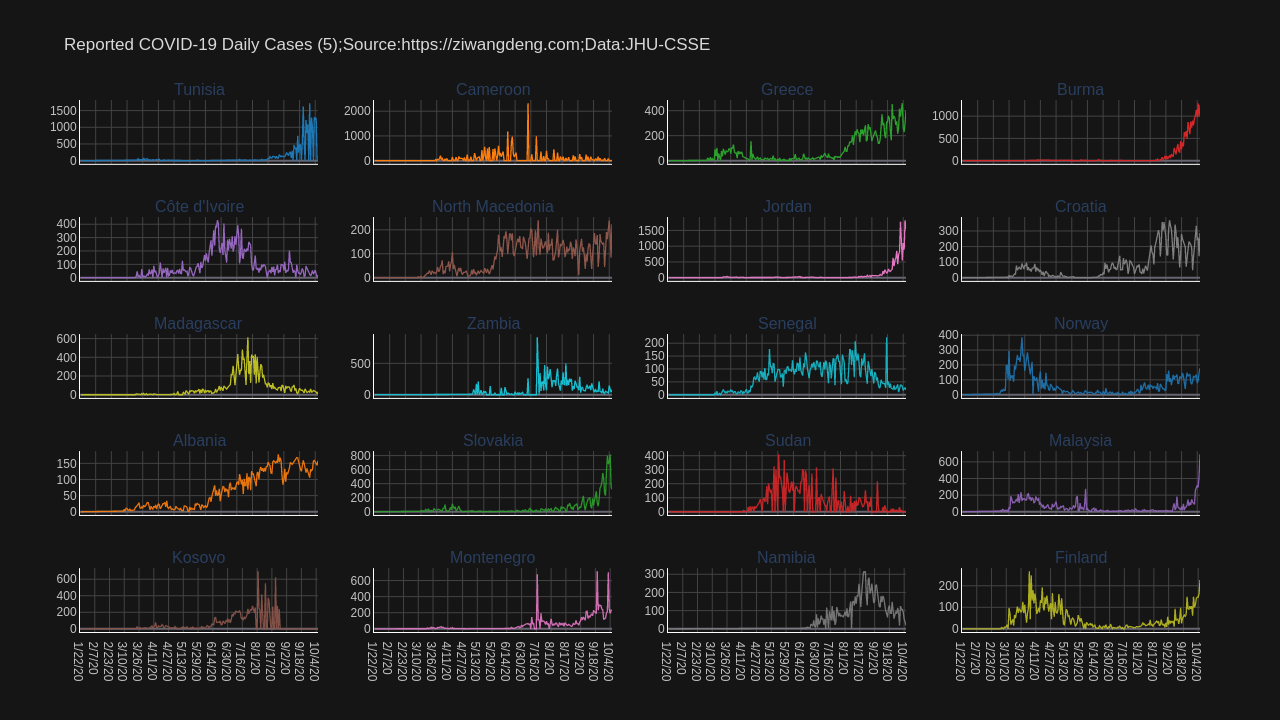 Reported COVID-19 Daily Cases (5);Source:https://ziwangdeng.com;Data:JHU-CSSE
Tunisia Cameroon Greece Burma
1500 1000 500 0
2000 1000 0
400 200 0
1000 500 0
Côte d'Ivoire North Macedonia Jordan Croatia
400 300 200 100 0
200 100 0
1500 1000 500 0
300 200 100 0
Madagascar Zambia Senegal Norway
600 400 200 0
500 0
200 150 100 50 0
400 300 200 100 0
Albania Slovakia Sudan Malaysia
150 100 50 0
800 600 400 200 0
400 300 200 100 0
600 400 200 0
Kosovo Montenegro Namibia Finland
600 400 200 0
600 400 200 0
300 200 100 0
200 100 0
1/22/20 2/7/20 2/23/20 3/10/20 3/26/20 4/11/20 4/27/20 5/13/20 5/29/20 6/14/20 6/30/20 7/16/20 8/1/20 8/17/20 9/2/20 9/18/20 10/4/20
1/22/20 2/7/20 2/23/20 3/10/20 3/26/20 4/11/20 4/27/20 5/13/20 5/29/20 6/14/20 6/30/20 7/16/20 8/1/20 8/17/20 9/2/20 9/18/20 10/4/20
1/22/20 2/7/20 2/23/20 3/10/20 3/26/20 4/11/20 4/27/20 5/13/20 5/29/20 6/14/20 6/30/20 7/16/20 8/1/20 8/17/20 9/2/20 9/18/20 10/4/20
1/22/20 2/7/20 2/23/20 3/10/20 3/26/20 4/11/20 4/27/20 5/13/20 5/29/20 6/14/20 6/30/20 7/16/20 8/1/20 8/17/20 9/2/20 9/18/20 10/4/20